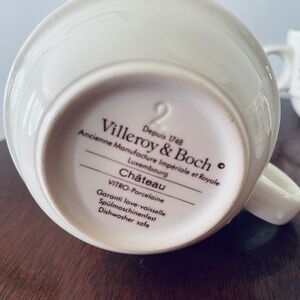 2
Depuis 1748
Villeroy & Boch ©
Ancienne Manufacture Impériale et Royale
Luxembourg
Château
VITRO-Porcelaine
Garanti lave-vaisselle
Spülmaschinenfest
Dishwasher safe